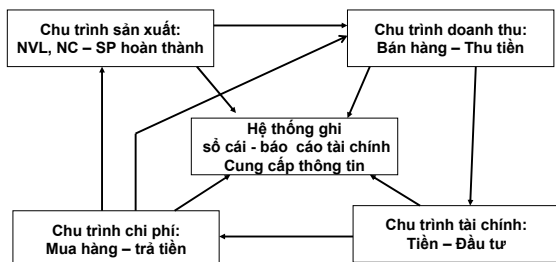 Chu trình sản xuất:
NVL, NC – SP hoàn thành
Chu trình doanh thu:
Bán hàng – Thu tiền
Hệ thống ghi
sổ cái - báo cáo tài chính
Cung cấp thông tin
Chu trình chi phí:
Mua hàng – trả tiền
Chu trình tài chính:
Tiền – Đầu tư